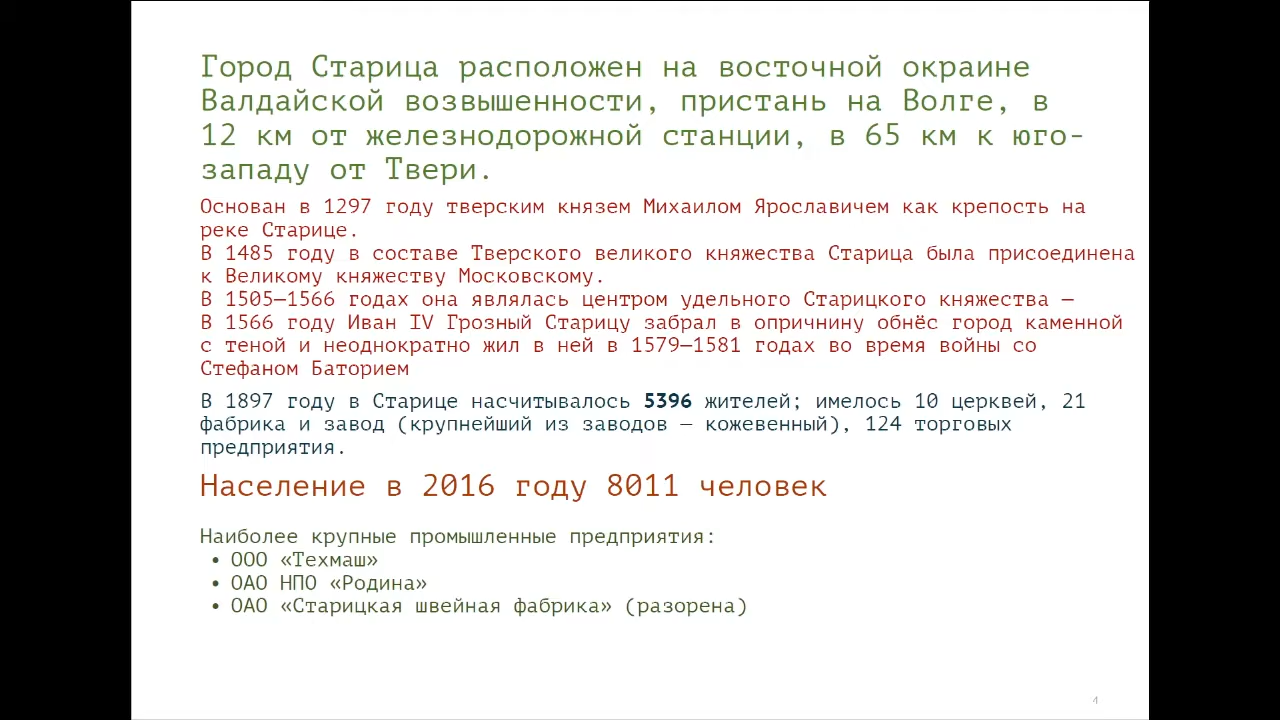 Город Старица расположен на восточной окраине
Валдайской возвышенности, пристань на Волге, в
12 км от железнодорожной станции, в 65 км к юго-
западу от Твери.
Основан в 1297 году тверским князем Михаилом Ярославичем как крепость на
реке Старице.
В 1485 году в составе Тверского великого княжества Старица была присоединена
к Великому княжеству Московскому.
В 1505—1566 годах она являлась центром удельного Старицкого княжества —
В 1566 году Иван IV Грозный Старицу забрал в опричнину обнёс город каменной
с теной и неоднократно жил в ней в 1579—1581 годах во время войны со
Стефаном Баторием
В 1897 году в Старице насчитывалось 5396 жителей; имелось 10 церквей, 21
фабрика и завод (крупнейший из заводов — кожевенный), 124 торговых
предприятия.
Население в 2016 году 8011 человек
Наиболее крупные промышленные предприятия:
• ООО «Техмаш»
• ОАО НПО «Родина»
• ОАО «Старицкая швейная фабрика» (разорена)
4